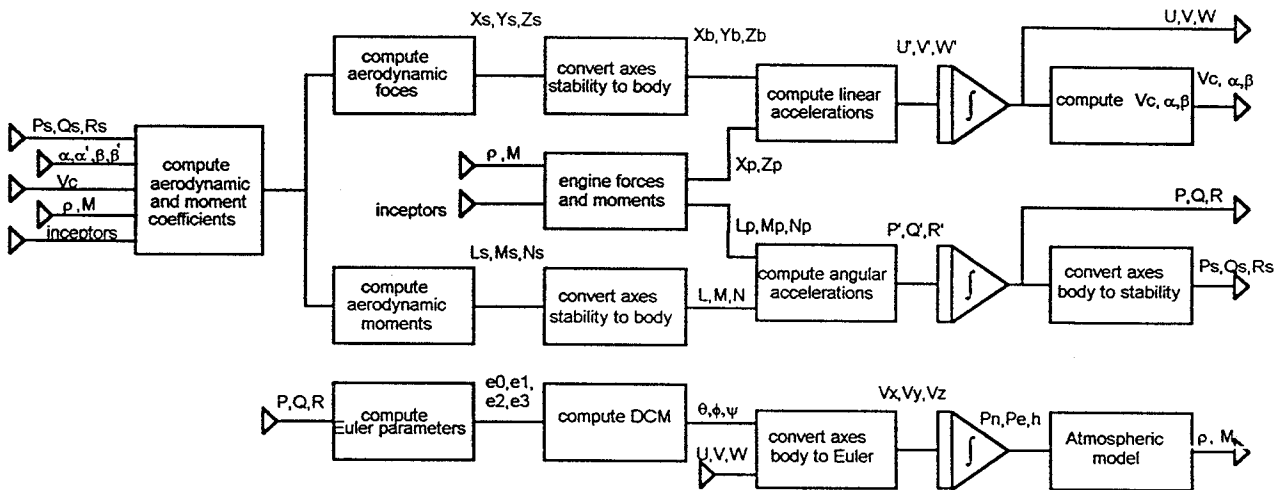 Xs,Ys,Zs
Xb,Yb,Zb
U',V',W'
U,V,W
compute
aerodynamic
foces
convert axes
stability to body
compute linear
accelerations
∫
compute Vc, α,β
Vc, α,β
Ps,Qs,Rs
α,α',β,β'
Vc
ρ,M
inceptors
compute
aerodynamic
and moment
coefficients
ρ,M
inceptors
engine forces
and moments
Xp,Zp
Lp,Mp,Np
P',Q',R'
P,Q,R
Ls,Ms,Ns
compute
aerodynamic
moments
convert axes
stability to body
L,M,N
compute angular
accelerations
∫
convert axes
body to stability
Ps,Qs,Rs
P,Q,R
compute
Euler parameters
e0,e1,
e2,e3
compute DCM
θ,ϕ,ψ
U,V,W
convert axes
body to Euler
Vx,Vy,Vz
∫
Pn,Pe,h
Atmospheric
model
ρ, M